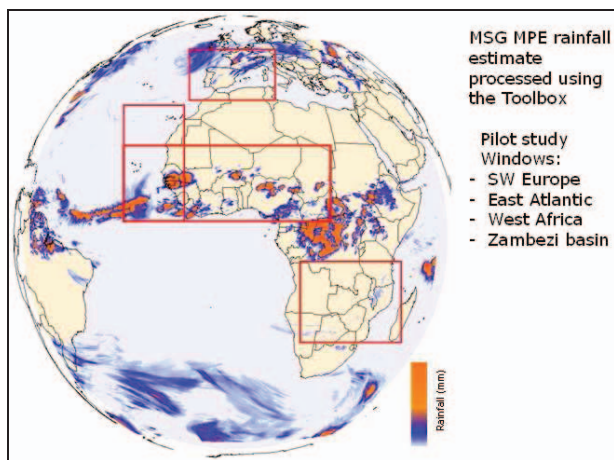 MSG MPE rainfall
estimate
processed using
the Toolbox
Pilot study
Windows:
- SW Europe
- East Atlantic
- West Africa
- Zambezi basin
Rainfall (mm)